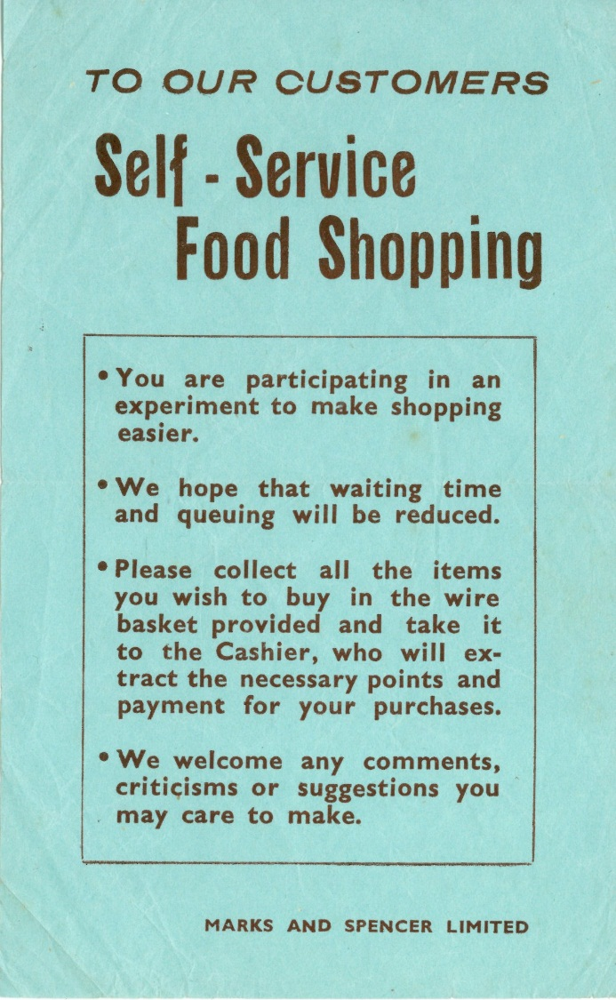 TO OUR CUSTOMERS
Self - Service
Food Shopping
• You are participating in an
experiment to make shopping
easier.
• We hope that waiting time
and queuing will be reduced.
• Please collect all the items
you wish to buy in the wire
basket provided and take it
to the Cashier, who will ex-
tract the necessary points and
payment for your purchases.
• We welcome any comments,
criticisms or suggestions you
may care to make.
MARKS AND SPENCER LIMITED